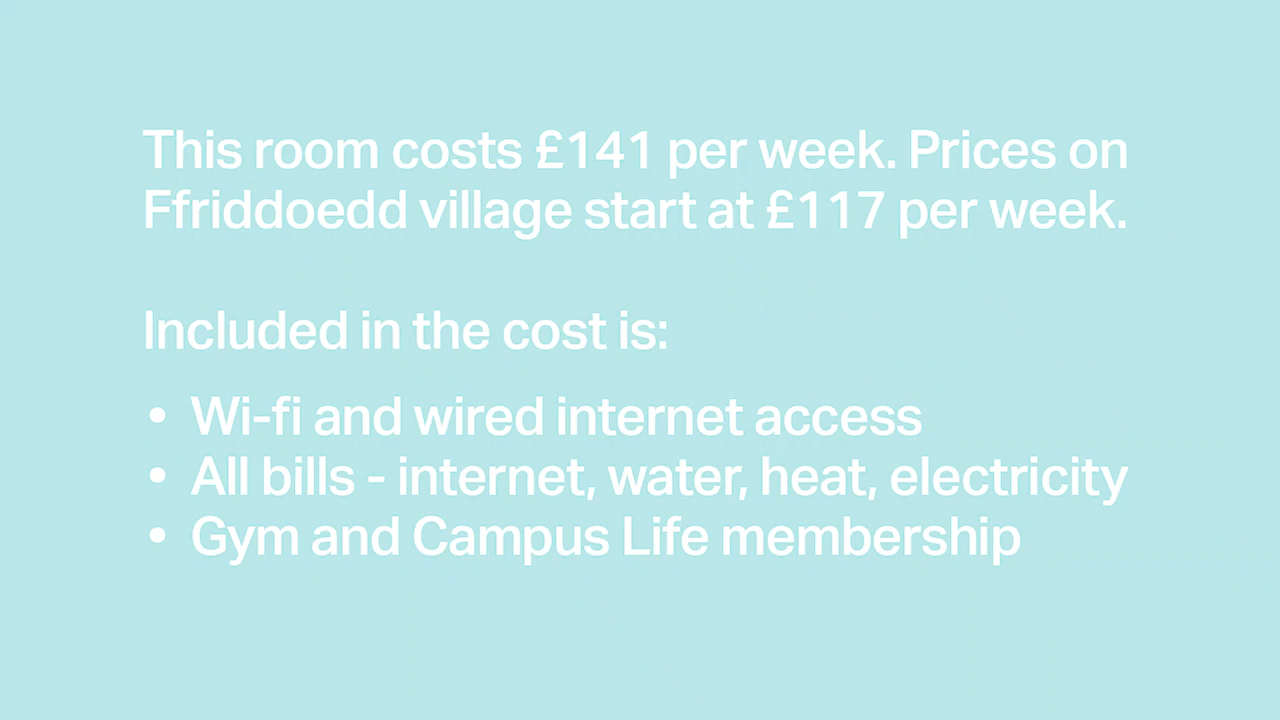 This room costs £141 per week. Prices on
Ffriddoedd village start at £117 per week.
Included in the cost is:
• Wi-fi and wired internet access
• All bills - internet, water, heat, electricity
• Gym and Campus Life membership